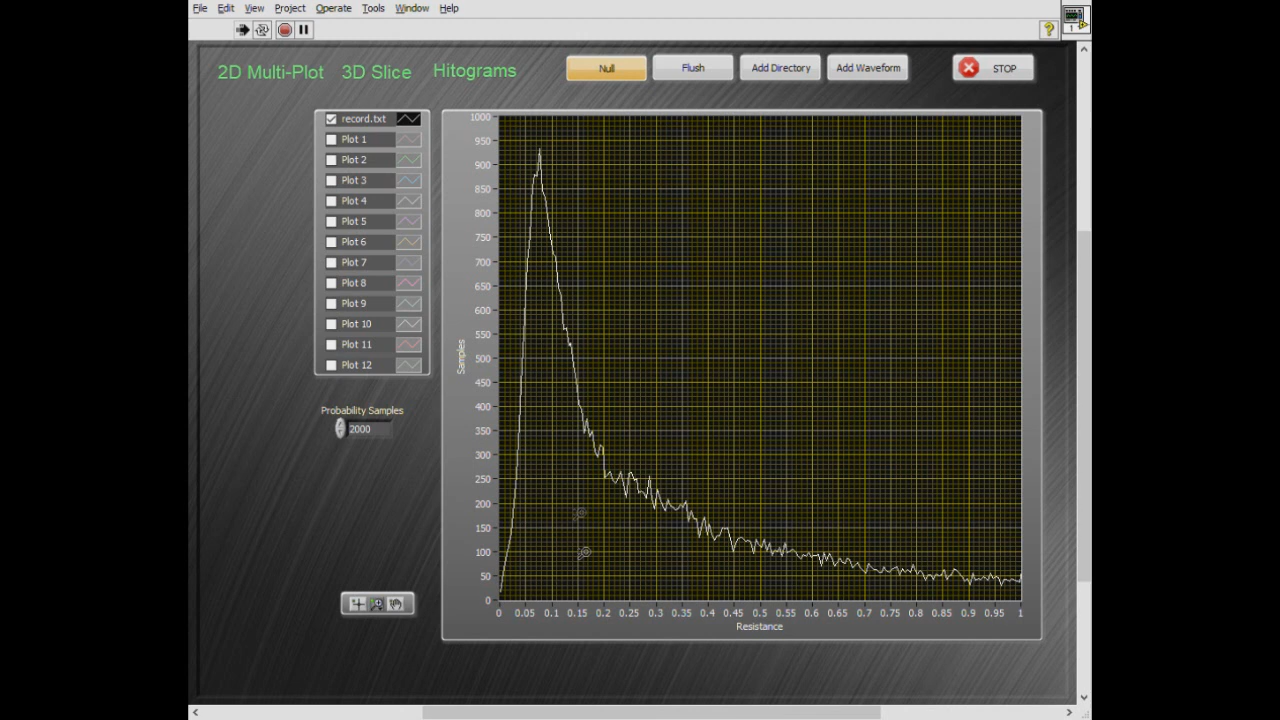 File Edit View Project Operate Tools Window Help
?
1
2D Multi-Plot 3D Slice Hitograms Null Flush Add Directory Add Waveform STOP
record.txt
Plot 1
Plot 2
Plot 3
Plot 4
Plot 5
Plot 6
Plot 7
Plot 8
Plot 9
Plot 10
Plot 11
Plot 12
Probability Samples
2000
Samples
1000
950
900
850
800
750
700
650
600
550
500
450
400
350
300
250
200
150
100
50
0
0 0.05 0.1 0.15 0.2 0.25 0.3 0.35 0.4 0.45 0.5 0.55 0.6 0.65 0.7 0.75 0.8 0.85 0.9 0.95 1
Resistance